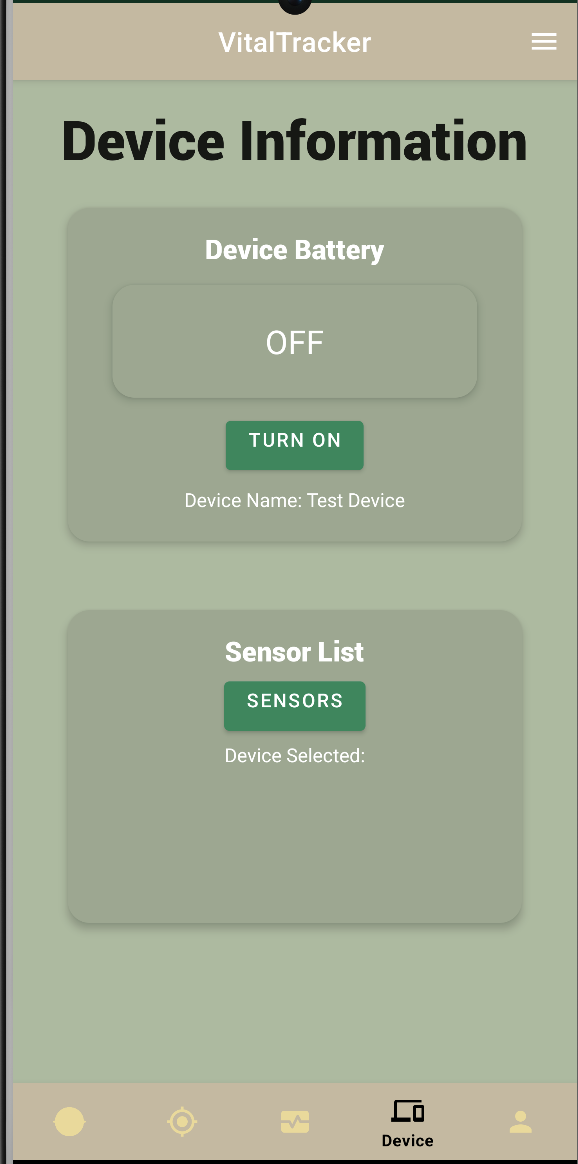 VitalTracker
Device Information
Device Battery
OFF
TURN ON
Device Name: Test Device
Sensor List
SENSORS
Device Selected:
Device